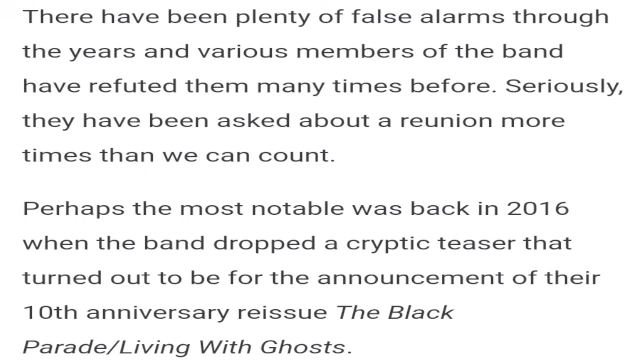 There have been plenty of false alarms through
the years and various members of the band
have refuted them many times before. Seriously,
they have been asked about a reunion more
times than we can count.
Perhaps the most notable was back in 2016
when the band dropped a cryptic teaser that
turned out to be for the announcement of their
10th anniversary reissue The Black
Parade/Living With Ghosts.